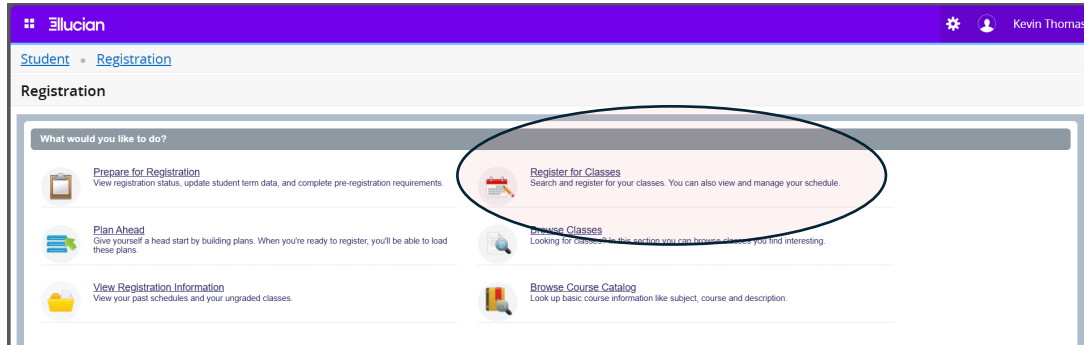 Ellucian
Kevin Thomas
Student • Registration
Registration
What would you like to do?
Prepare for Registration
View registration status, update student term data, and complete pre-registration requirements.
Register for Classes
Search and register for your classes. You can also view and manage your schedule.
Plan Ahead
Give yourself a head start by building plans. When you're ready to register, you'll be able to load
these plans.
Browse Classes
Looking for classes? In this section you can browse classes you find interesting.
View Registration Information
View your past schedules and your ungraded classes.
Browse Course Catalog
Look up basic course information like subject, course and description.